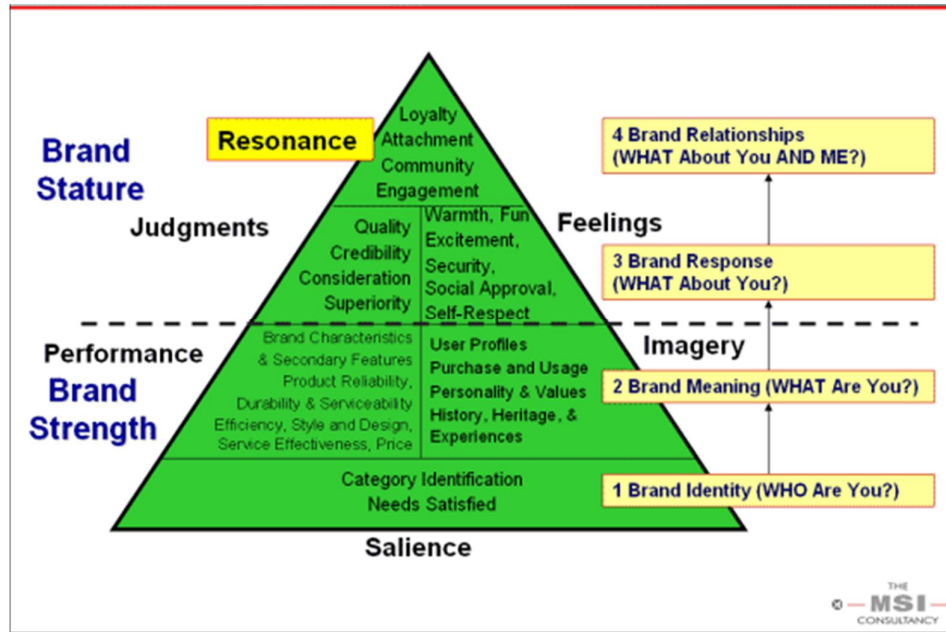 Brand
Stature
Resonance
Loyalty
Attachment
Community
Engagement
4 Brand Relationships
(WHAT About You AND ME?)
Judgments
Quality
Credibility
Consideration
Superiority
Warmth, Fun
Excitement,
Security,
Social Approval,
Self-Respect
Feelings
3 Brand Response
(WHAT About You?)
Performance
Brand
Strength
Brand Characteristics
& Secondary Features
Product Reliability,
Durability & Serviceability
Efficiency, Style and Design,
Service Effectiveness, Price
User Profiles
Purchase and Usage
Personality & Values
History, Heritage, &
Experiences
Imagery
2 Brand Meaning (WHAT Are You?)
Category Identification
Needs Satisfied
1 Brand Identity (WHO Are You?)
Salience
THE
MSI
CONSULTANCY